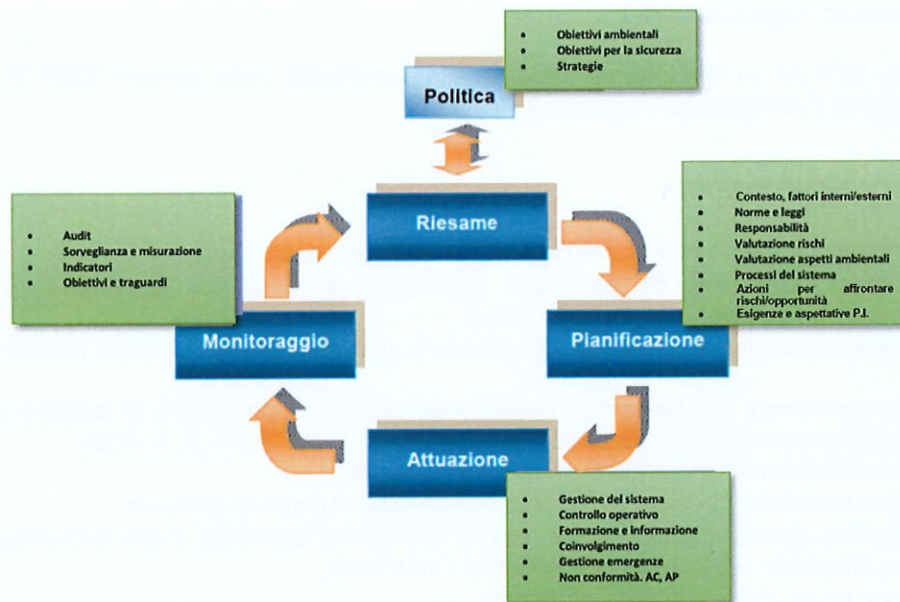 • Obiettivi ambientali
• Obiettivi per la sicurezza
• Strategie
Politica
Riesame
• Contesto, fattori interni/esterni
• Norme e leggi
• Responsabilità
• Valutazione rischi
• Valutazione aspetti ambientali
• Processi del sistema
• Azioni per affrontare
rischi/opportunità
• Esigenze e aspettative P.I.
• Audit
• Sorveglianza e misurazione
• Indicatori
• Obiettivi e traguardi
Monitoraggio
Pianificazione
Attuazione
• Gestione del sistema
• Controllo operativo
• Formazione e informazione
• Coinvolgimento
• Gestione emergenze
• Non conformità. AC, AP